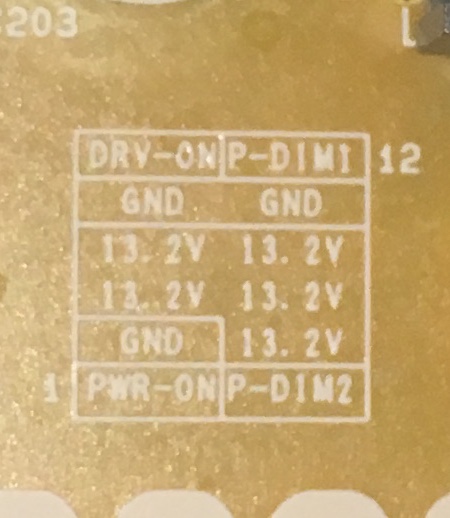 203
DRV-ON P-DIM1 12
GND GND
13.2V 13.2V
13.2V 13.2V
GND 13.2V
1 PWR-ON P-DIM2